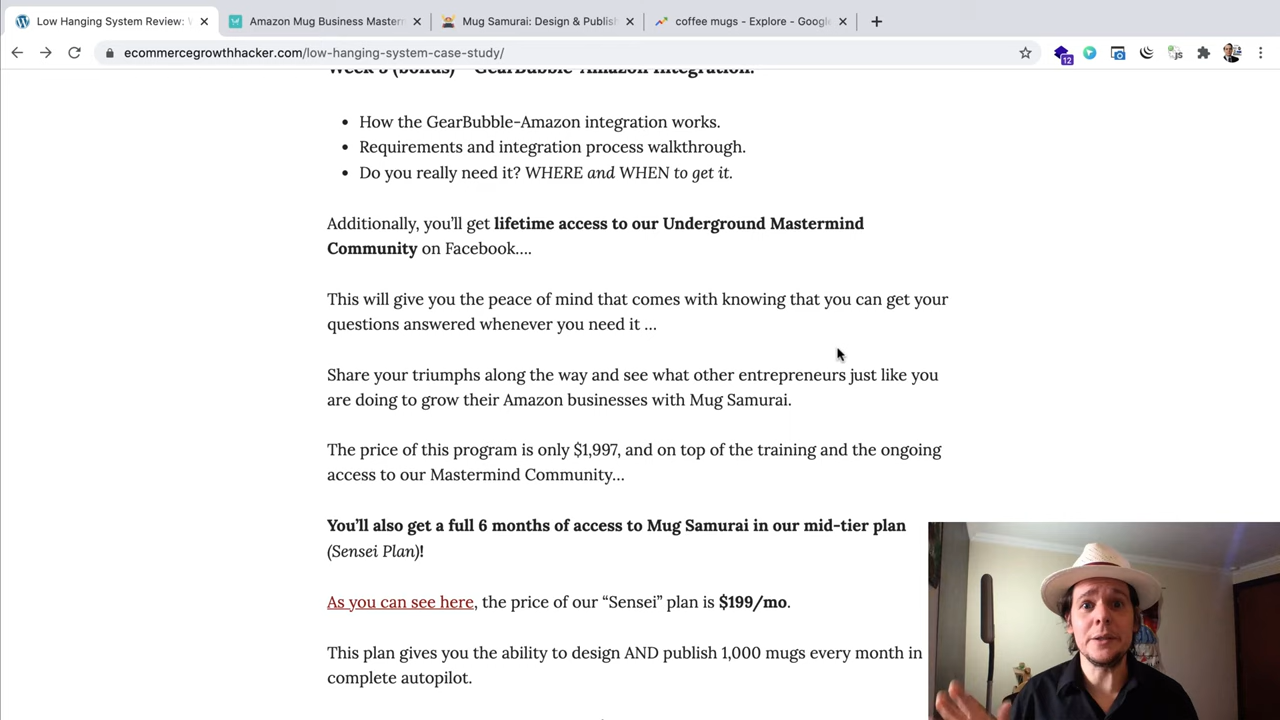 Low Hanging System Review: W
Amazon Mug Business Masterm
Mug Samurai: Design & Publish
coffee mugs - Explore - Google
ecommercegrowthhacker.com/low-hanging-system-case-study/
12
Week 5 (bonus) – GearBubble-Amazon Integration:
• How the GearBubble-Amazon integration works.
• Requirements and integration process walkthrough.
• Do you really need it? WHERE and WHEN to get it.
Additionally, you’ll get lifetime access to our Underground Mastermind
Community on Facebook….
This will give you the peace of mind that comes with knowing that you can get your
questions answered whenever you need it …
Share your triumphs along the way and see what other entrepreneurs just like you
are doing to grow their Amazon businesses with Mug Samurai.
The price of this program is only $1,997, and on top of the training and the ongoing
access to our Mastermind Community…
You’ll also get a full 6 months of access to Mug Samurai in our mid-tier plan
(Sensei Plan)!
As you can see here, the price of our “Sensei” plan is $199/mo.
This plan gives you the ability to design AND publish 1,000 mugs every month in
complete autopilot.